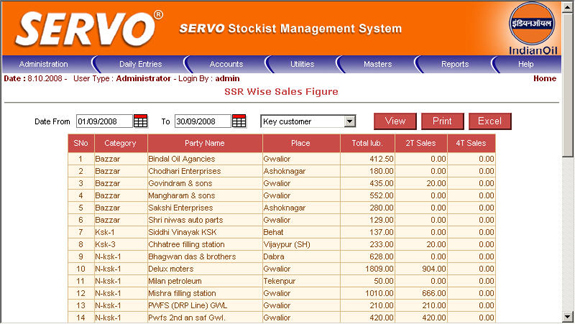 SERVO®
SERVO Stockist Management System
इंडियनऑयल
IndianOil
Administration Daily Entries Accounts Utilities Masters Reports Help
Date : 8.10.2008 - User Type : Administrator - Login By : admin Home
SSR Wise Sales Figure
Date From 01/09/2008 To 30/09/2008 Key customer View Print Excel
SNo Category Party Name Place Total lub. 2T Sales 4T Sales
1 Bazzar Bindal Oil Agancies Gwalior 412.50 0.00 0.00
2 Bazzar Chodhari Enterprises Ashoknagar 180.00 0.00 0.00
3 Bazzar Govindram & sons Gwalior 435.00 20.00 0.00
4 Bazzar Mangharam & sons Gwalior 552.00 0.00 0.00
5 Bazzar Sakshi Enterprises Ashoknagar 280.00 0.00 0.00
6 Bazzar Shri niwas auto parts Gwalior 129.00 0.00 0.00
7 Ksk-1 Siddhi Vinayak KSK Behat 137.00 0.00 0.00
8 Ksk-3 Chhatree filling station Vijaypur (SH) 233.00 20.00 0.00
9 N-ksk-1 Bhagwan das & brothers Dabra 628.00 0.00 0.00
10 N-ksk-1 Delux moters Gwalior 1809.00 904.00 0.00
11 N-ksk-1 Milan petroleum Tekenpur 50.00 0.00 0.00
12 N-ksk-1 Mishra filling station Gwalior 1010.00 666.00 0.00
13 N-ksk-1 PWFS (DRP Line) GWL Gwalior 210.00 210.00 0.00
14 N-ksk-1 Pwfs 2nd an saf Gwl. Gwalior 420.00 420.00 0.00